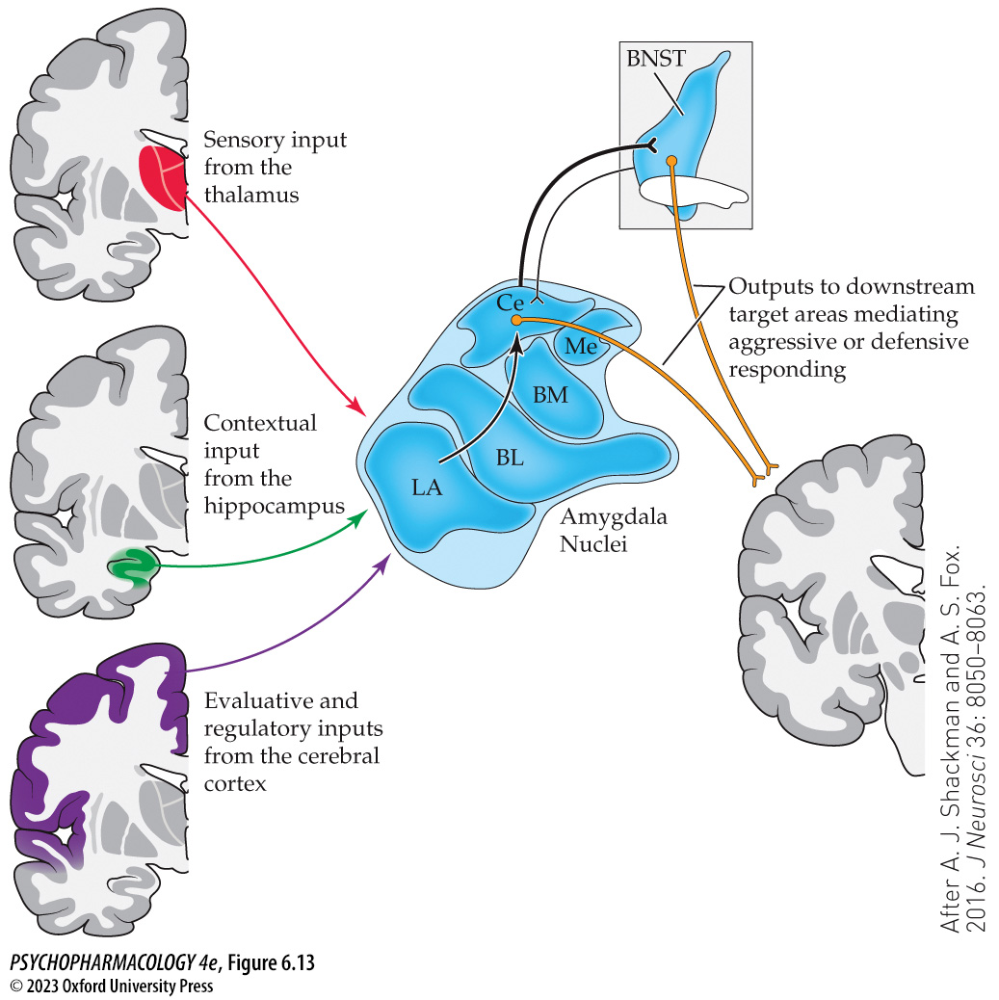 Sensory input
from the
thalamus
BNST
Outputs to downstream
target areas mediating
aggressive or defensive
responding
Ce
Me
BM
BL
LA
Amygdala
Nuclei
Contextual
input
from the
hippocampus
Evaluative and
regulatory inputs
from the cerebral
cortex
After A. J. Shackman and A. S. Fox.
2016. J Neurosci 36: 8050–8063.
PSYCHOPHARMACOLOGY 4e, Figure 6.13
© 2023 Oxford University Press